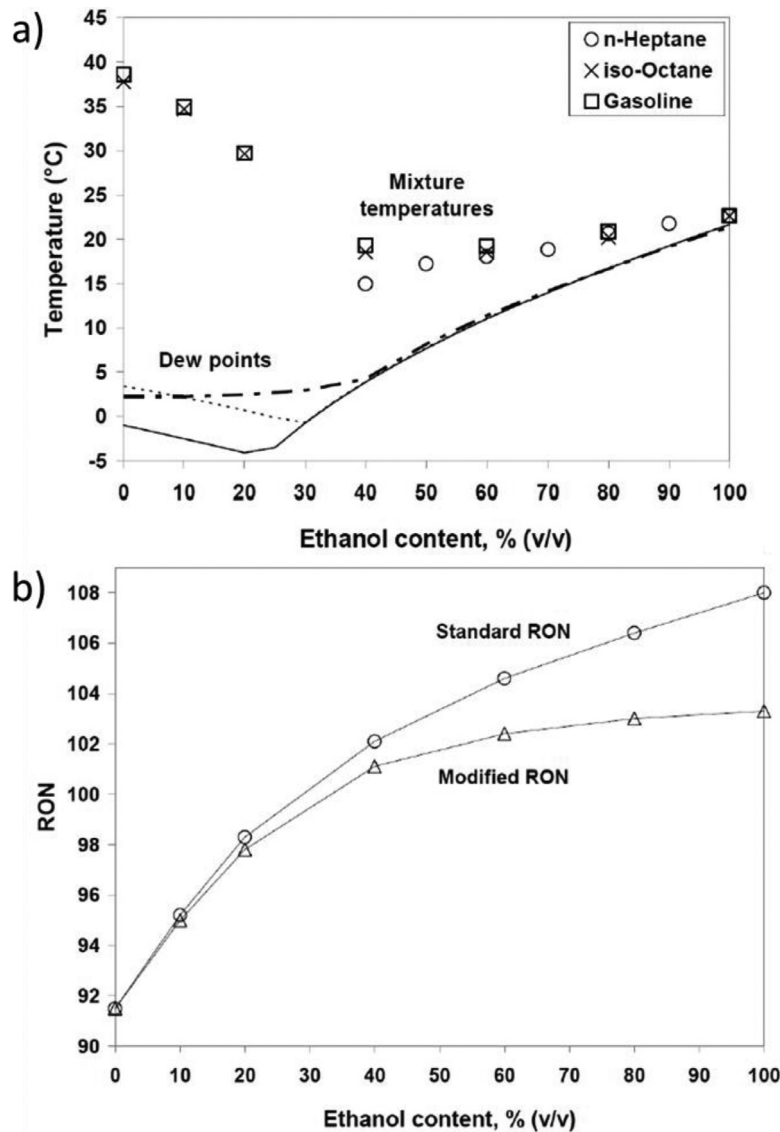 a)
45
40
35
30
25
20
15
10
5
0
-5
Temperature (°C)
n-Heptane
iso-Octane
Gasoline
Mixture
temperatures
Dew points
0 10 20 30 40 50 60 70 80 90 100
Ethanol content, % (v/v)
b)
108
106
104
102
100
98
96
94
92
90
RON
Standard RON
Modified RON
0 10 20 30 40 50 60 70 80 90 100
Ethanol content, % (v/v)